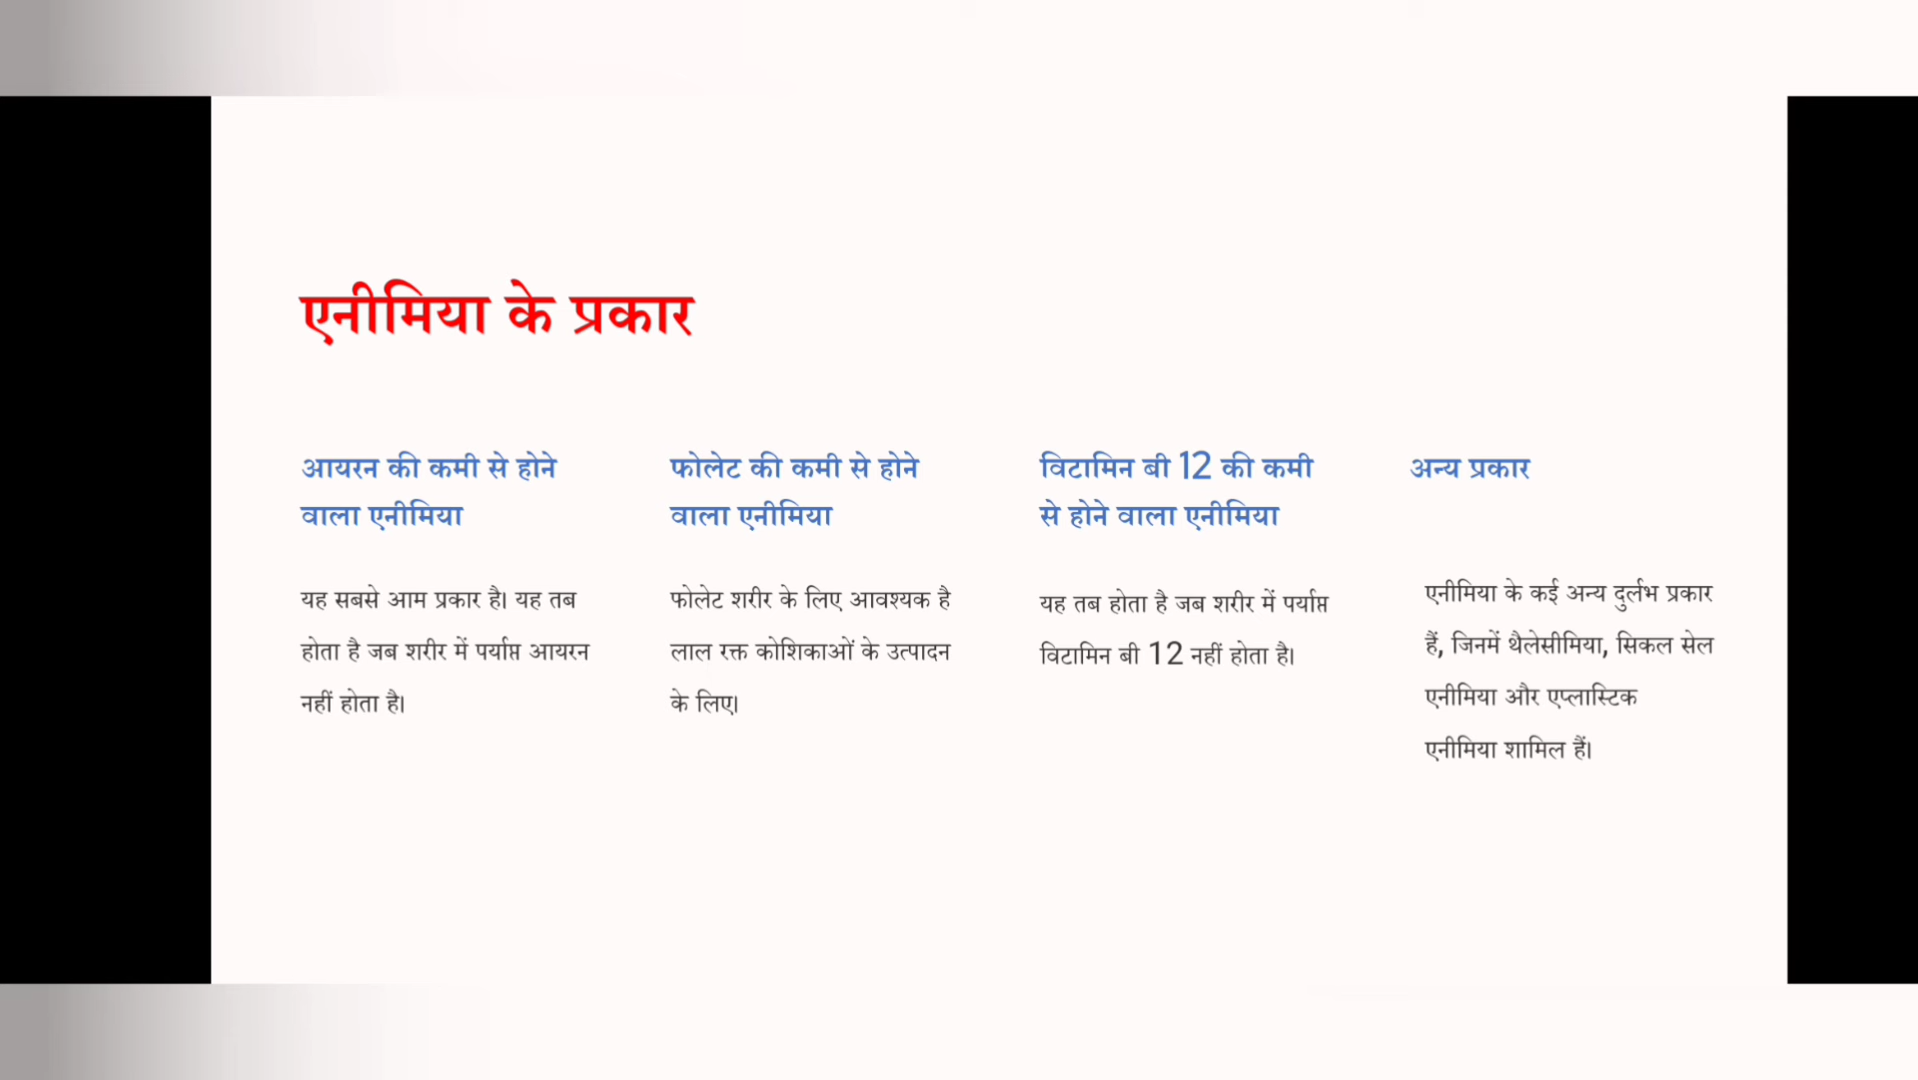 एनीमिया के प्रकार
आयरन की कमी से होने
वाला एनीमिया
यह सबसे आम प्रकार है। यह तब
होता है जब शरीर में पर्याप्त आयरन
नहीं होता है।
फोलेट की कमी से होने
वाला एनीमिया
फोलेट शरीर के लिए आवश्यक है
लाल रक्त कोशिकाओं के उत्पादन
के लिए।
विटामिन बी 12 की कमी
से होने वाला एनीमिया
यह तब होता है जब शरीर में पर्याप्त
विटामिन बी 12 नहीं होता है।
अन्य प्रकार
एनीमिया के कई अन्य दुर्लभ प्रकार
हैं, जिनमें थैलेसीमिया, सिकल सेल
एनीमिया और एप्लास्टिक
एनीमिया शामिल हैं।